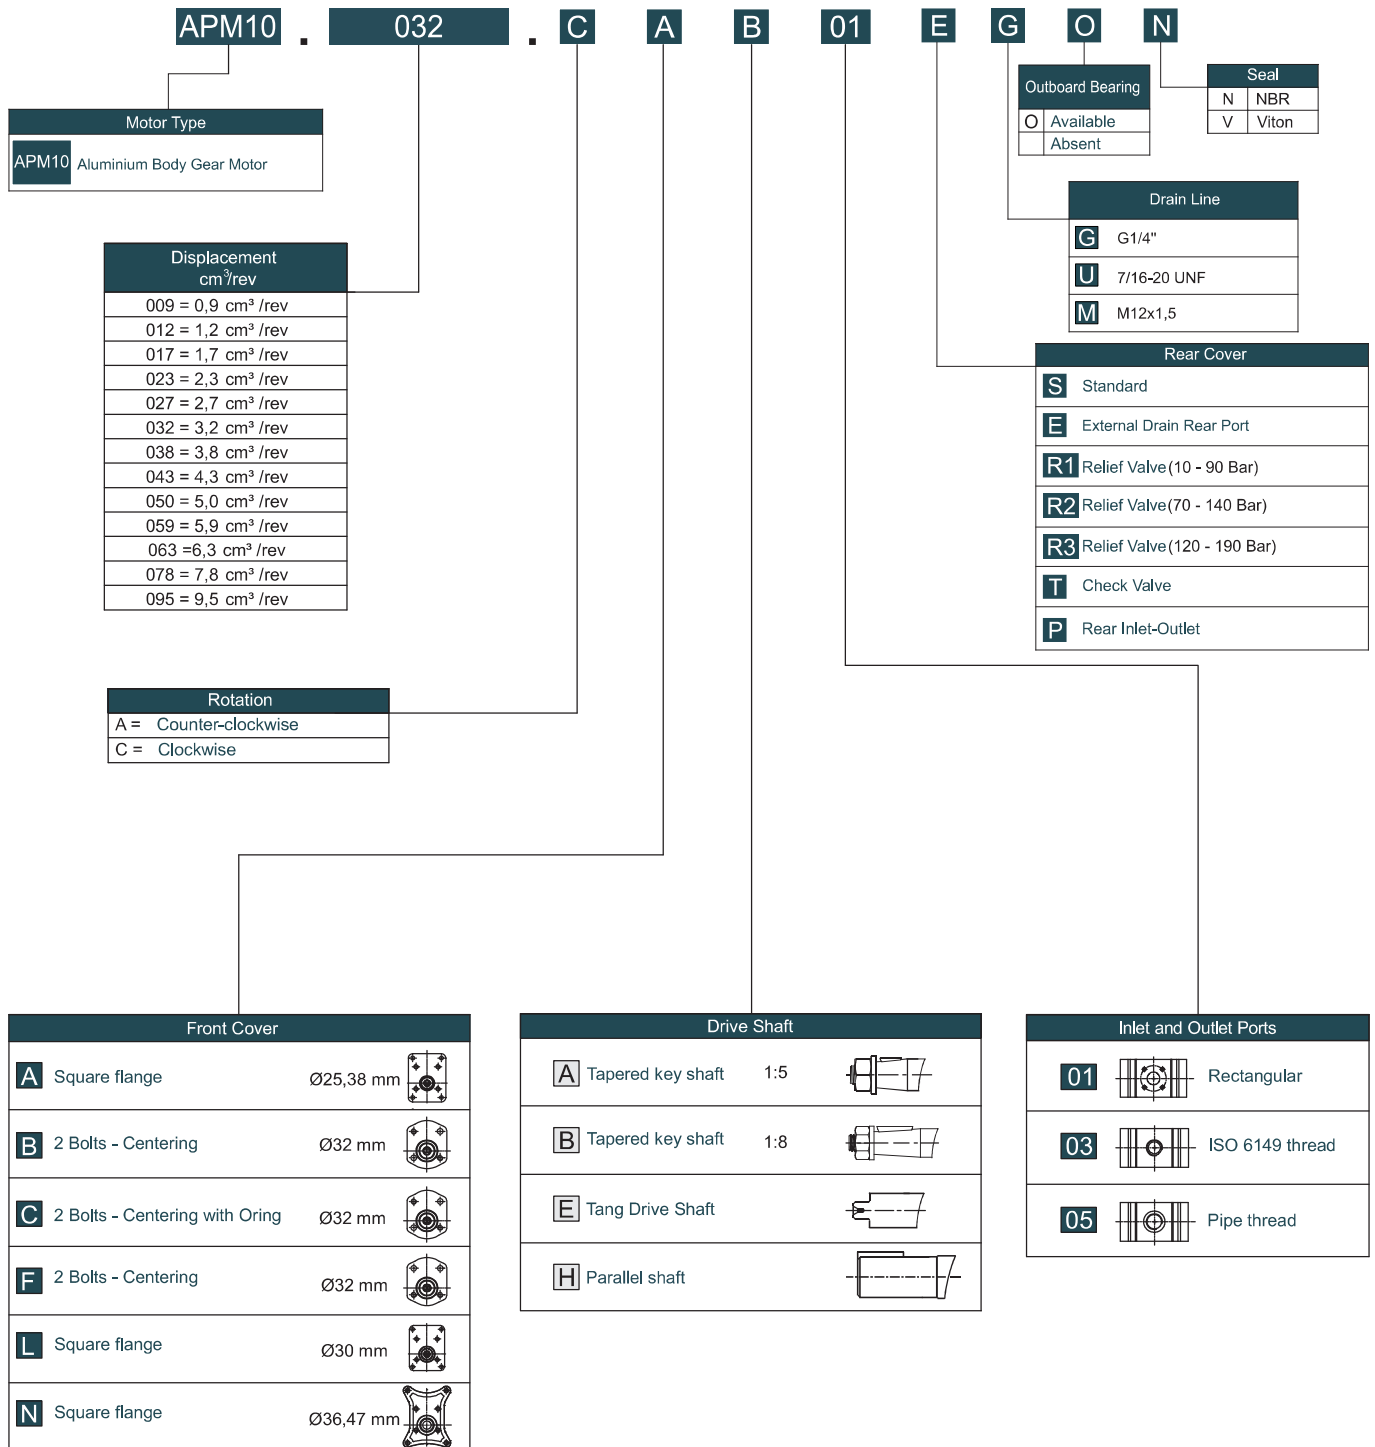 APM10 . 032 . C A B 01 E G O N
Outboard Bearing
O Available
Absent
Seal
N NBR
V Viton
Motor Type
APM10 Aluminium Body Gear Motor
Drain Line
G G1/4"
U 7/16-20 UNF
M M12x1,5
Displacement
cm³/rev
009 = 0,9 cm³ /rev
012 = 1,2 cm³ /rev
017 = 1,7 cm³ /rev
023 = 2,3 cm³ /rev
027 = 2,7 cm³ /rev
032 = 3,2 cm³ /rev
038 = 3,8 cm³ /rev
043 = 4,3 cm³ /rev
050 = 5,0 cm³ /rev
059 = 5,9 cm³ /rev
063 =6,3 cm³ /rev
078 = 7,8 cm³ /rev
095 = 9,5 cm³ /rev
Rear Cover
S Standard
E External Drain Rear Port
R1 Relief Valve (10 - 90 Bar)
R2 Relief Valve (70 - 140 Bar)
R3 Relief Valve (120 - 190 Bar)
T Check Valve
P Rear Inlet-Outlet
Rotation
A = Counter-clockwise
C = Clockwise
Front Cover
A Square flange Ø25,38 mm
B 2 Bolts - Centering Ø32 mm
C 2 Bolts - Centering with Oring Ø32 mm
F 2 Bolts - Centering Ø32 mm
L Square flange Ø30 mm
N Square flange Ø36,47 mm
Drive Shaft
A Tapered key shaft 1:5
B Tapered key shaft 1:8
E Tang Drive Shaft
H Parallel shaft
Inlet and Outlet Ports
01 Rectangular
03 ISO 6149 thread
05 Pipe thread